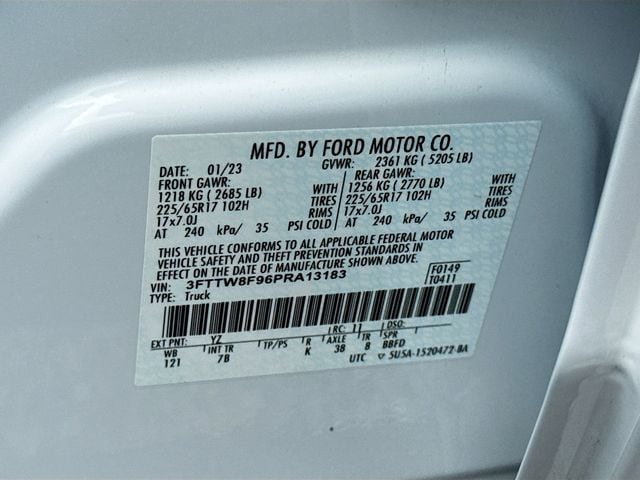 MFD. BY FORD MOTOR CO.
DATE: 01/23 GVWR: 2361 KG ( 5205 LB)
FRONT GAWR: REAR GAWR:
1218 KG ( 2685 LB) WITH 1256 KG ( 2770 LB) WITH
225/65R17 102H TIRES 225/65R17 102H TIRES
17x7.0J RIMS 17x7.0J RIMS
AT 240 kPa/ 35 PSI COLD AT 240 kPa/ 35 PSI COLD
THIS VEHICLE CONFORMS TO ALL APPLICABLE FEDERAL MOTOR
VEHICLE SAFETY AND THEFT PREVENTION STANDARDS IN
EFFECT ON THE DATE OF MANUFACTURE SHOWN ABOVE.
VIN: 3FTTW8F96PRA13183 F0149
TYPE: Truck T0411
EXT PNT: YZ RC: 11 DSO:
WB INT TR TP/PS R AXLE TR SPR
121 7B K 38 8 BBFD
UTC ▽ SU5A-1520472-BA